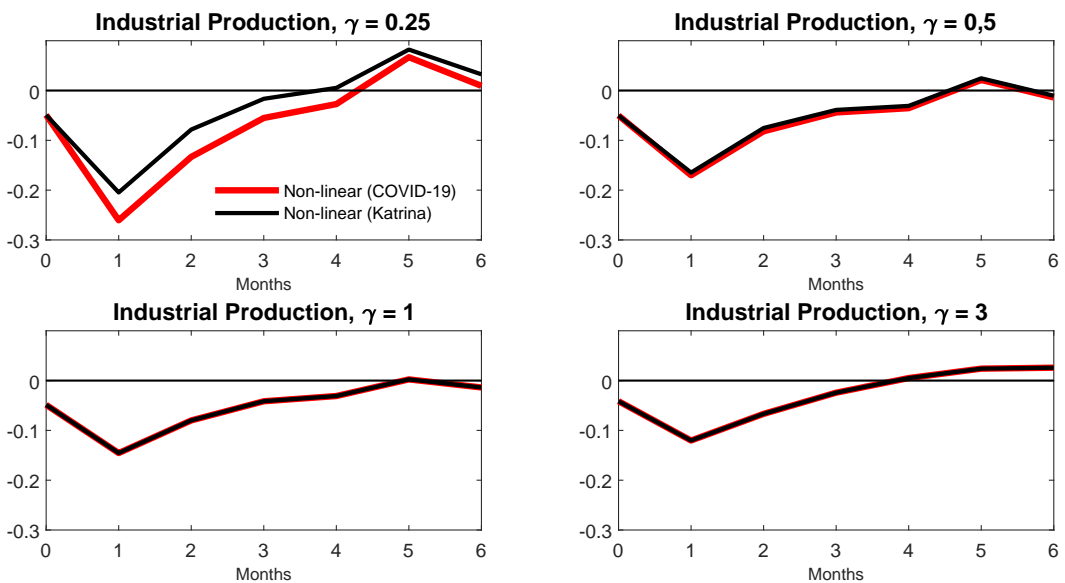 Industrial Production, γ = 0.25
0
-0.1
-0.2
-0.3
0 1 2 3 4 5 6
Months
Non-linear (COVID-19)
Non-linear (Katrina)
Industrial Production, γ = 0,5
0
-0.1
-0.2
-0.3
0 1 2 3 4 5 6
Months
Industrial Production, γ = 1
0
-0.1
-0.2
-0.3
0 1 2 3 4 5 6
Months
Industrial Production, γ = 3
0
-0.1
-0.2
-0.3
0 1 2 3 4 5 6
Months